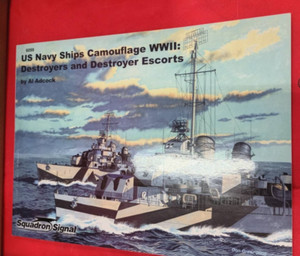 US Navy Ships Camouflage WWII:
Destroyers and Destroyer Escorts
by Al Adcock
Squadron Signal